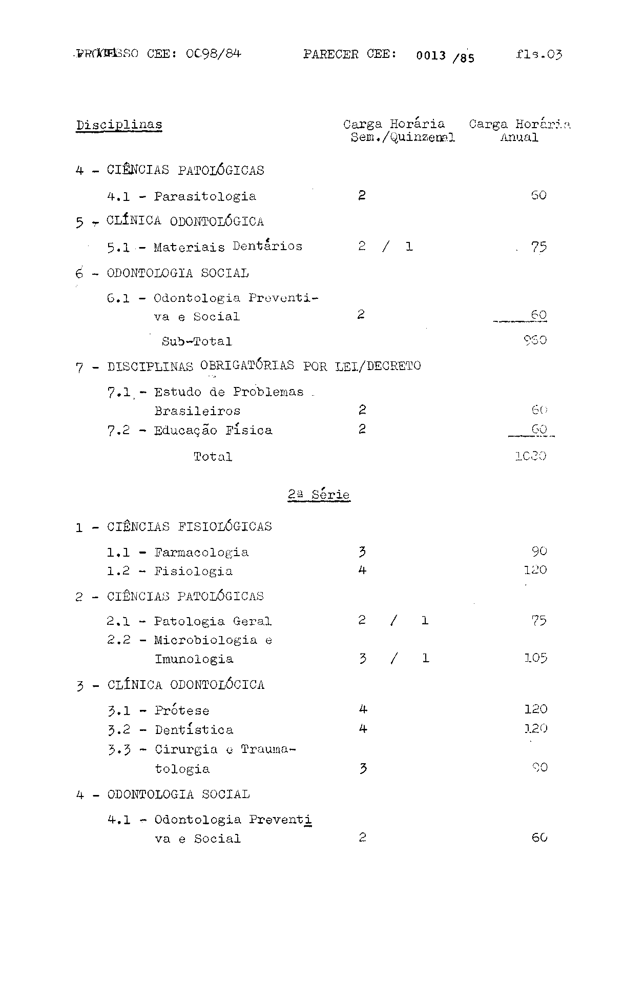 PROCESSO CEE: 0098/84 PARECER CEE: 0013 /85 fls.03
Disciplinas Carga Horária Carga Horária
Sem./Quinzenal Anual
4 - CIÊNCIAS PATOLÓGICAS
4.1 - Parasitologia 2 60
5 - CLÍNICA ODONTOLÓGICA
5.1 - Materiais Dentários 2 / 1 75
6 - ODONTOLOGIA SOCIAL
6.1 - Odontologia Preventi-
va e Social 2 60
Sub-Total 960
7 - DISCIPLINAS OBRIGATÓRIAS POR LEI/DECRETO
7.1 - Estudo de Problemas
Brasileiros 2 60
7.2 - Educação Física 2 60
Total 1080
2ª Série
1 - CIÊNCIAS FISIOLÓGICAS
1.1 - Farmacologia 3 90
1.2 - Fisiologia 4 120
2 - CIÊNCIAS PATOLÓGICAS
2.1 - Patologia Geral 2 / 1 75
2.2 - Microbiologia e
Imunologia 3 / 1 105
3 - CLÍNICA ODONTOLÓCICA
3.1 - Prótese 4 120
3.2 - Dentística 4 120
3.3 - Cirurgia e Trauma-
tologia 3 90
4 - ODONTOLOGIA SOCIAL
4.1 - Odontologia Preventi
va e Social 2 60